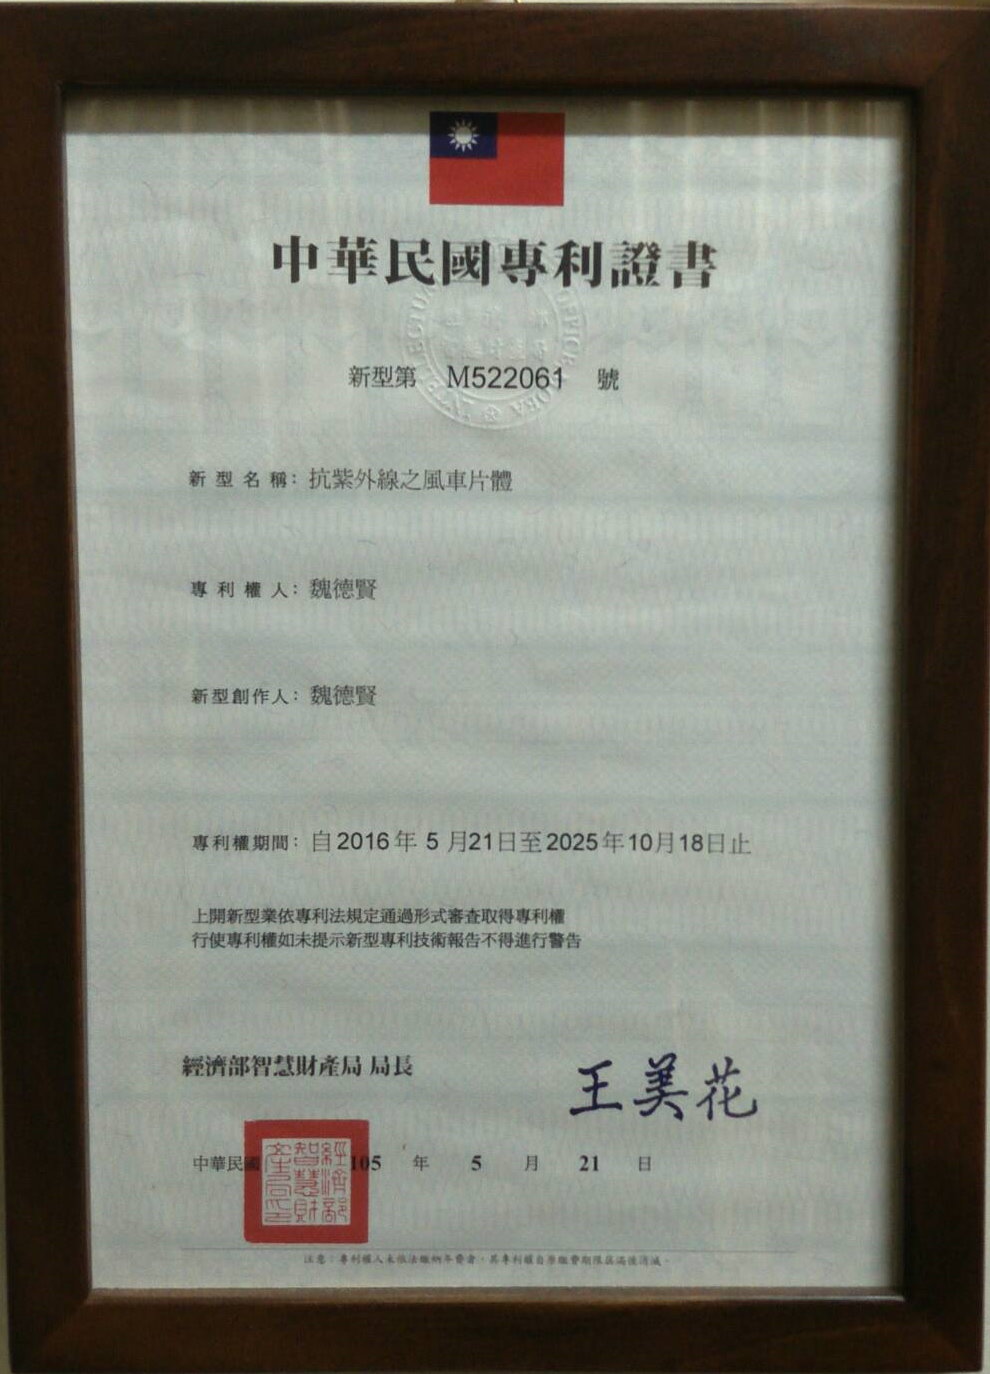 中華民國專利證書
新型第 M522061 號
新型名稱：抗紫外線之風車片體
專利權人：魏德賢
新型創作人：魏德賢
專利權期間：自2016年 5 月21日至2025年10月18日止
上開新型業依專利法規定通過形式審查取得專利權
行使專利權如未提示新型專利技術報告不得進行警告
經濟部智慧財產局 局長
王美花
中華民國 105 年 5 月 21 日
經濟部
智慧財
產局印
注意：專利權人未依法繳納年費者，其專利權自原繳費期限屆滿後消滅。